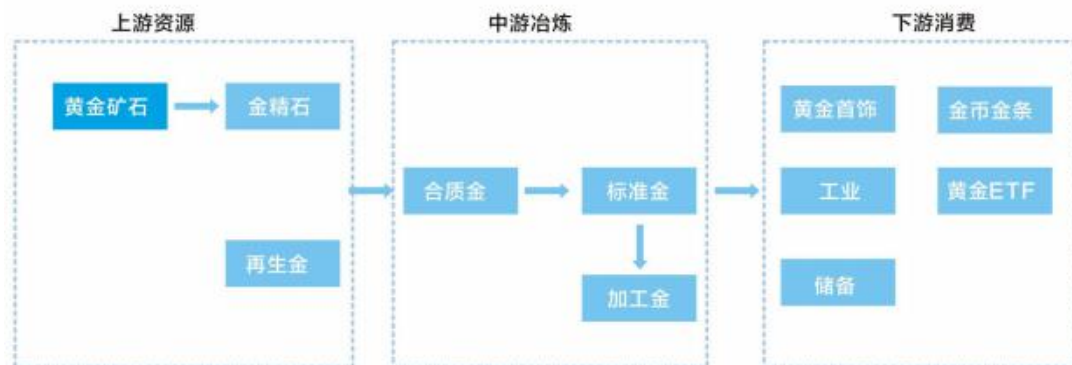 上游资源
中游冶炼
下游消费
黄金矿石
金精石
再生金
合质金
标准金
加工金
黄金首饰
金币金条
工业
黄金ETF
储备